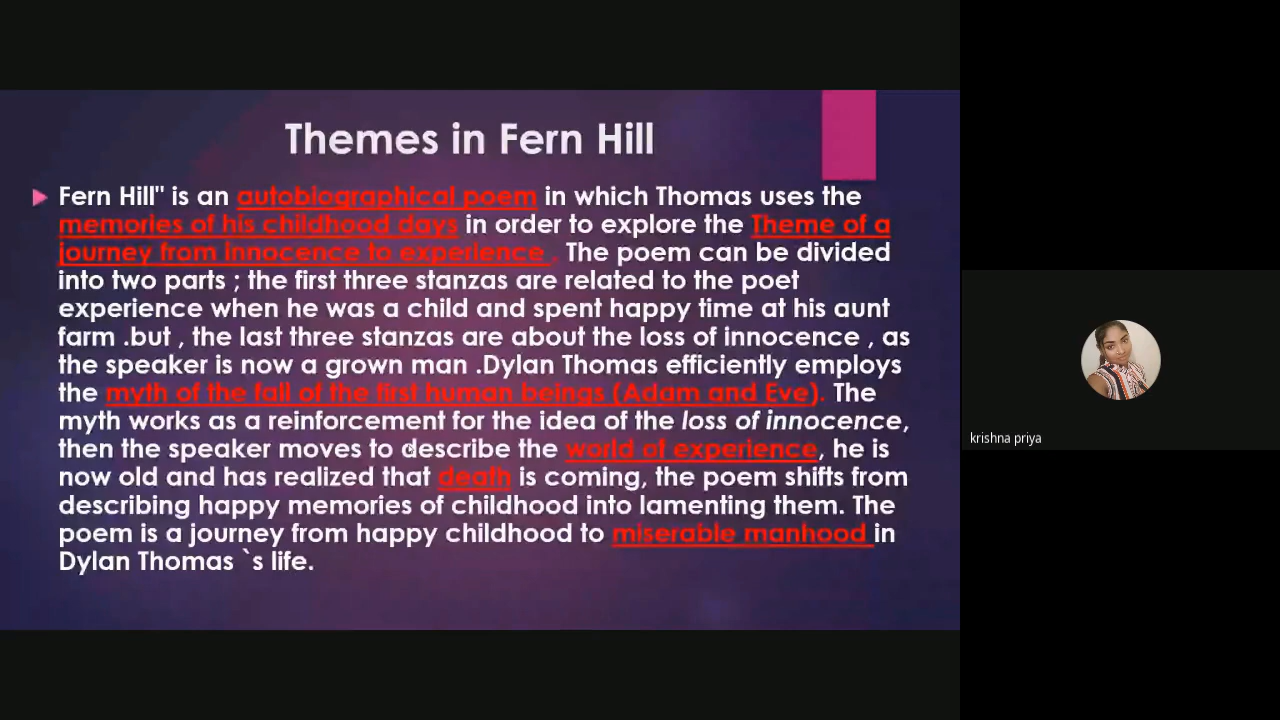 Themes in Fern Hill
Fern Hill" is an autobiographical poem in which Thomas uses the
memories of his childhood days in order to explore the Theme of a
journey from innocence to experience . The poem can be divided
into two parts ; the first three stanzas are related to the poet
experience when he was a child and spent happy time at his aunt
farm .but , the last three stanzas are about the loss of innocence , as
the speaker is now a grown man .Dylan Thomas efficiently employs
the myth of the fall of the first human beings (Adam and Eve). The
myth works as a reinforcement for the idea of the loss of innocence,
then the speaker moves to describe the world of experience, he is
now old and has realized that death is coming, the poem shifts from
describing happy memories of childhood into lamenting them. The
poem is a journey from happy childhood to miserable manhood in
Dylan Thomas `s life.
krishna priya